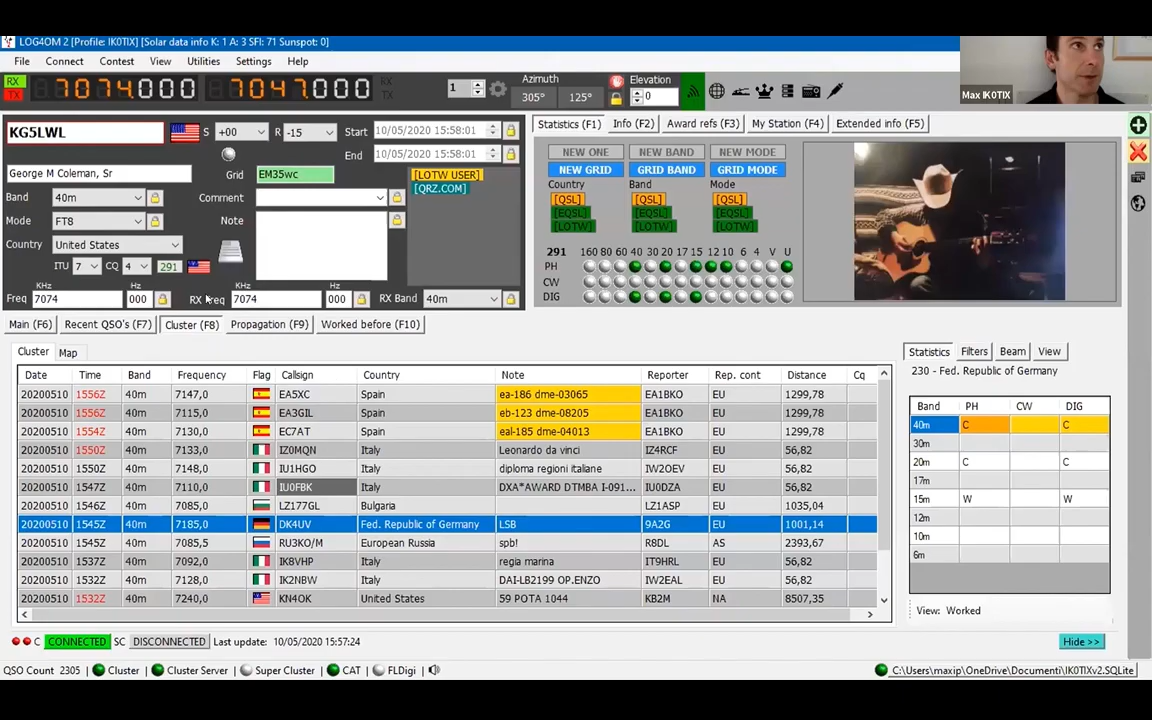 LOG4OM 2 [Profile: IK0TIX] [Solar data info K: 1 A: 3 SFI: 71 Sunspot: 0]
File Connect Contest View Utilities Settings Help
RX TX 7074.000 7047.000 RX TX 1 Azimuth 305° 125° Elevation 0
Max IK0TIX
KG5LWL S +00 R -15 Start 10/05/2020 15:58:01
End 10/05/2020 15:58:01
George M Coleman, Sr Grid EM35wc [LOTW USER]
[QRZ.COM]
Band 40m Comment
Mode FT8 Note
Country United States
ITU 7 CQ 4 291
KHz Hz KHz Hz
Freq 7074 000 RX Freq 7074 000 RX Band 40m
Statistics (F1) Info (F2) Award refs (F3) My Station (F4) Extended info (F5)
NEW ONE NEW BAND NEW MODE
NEW GRID GRID BAND GRID MODE
Country Band Mode
[QSL] [QSL] [QSL]
[EQSL] [EQSL] [EQSL]
[LOTW] [LOTW] [LOTW]
291 160 80 60 40 30 20 17 15 12 10 6 4 V U
PH
CW
DIG
Main (F6) Recent QSO's (F7) Cluster (F8) Propagation (F9) Worked before (F10)
Cluster Map
Date Time Band Frequency Flag Callsign Country Note Reporter Rep. cont Distance Cq
20200510 1556Z 40m 7147,0 EA5XC Spain ea-186 dme-03065 EA1BKO EU 1299,78
20200510 1555Z 40m 7115,0 EA3GIL Spain eb-123 dme-08205 EA1BKO EU 1299,78
20200510 1554Z 40m 7130,0 EC7AT Spain eal-185 dme-04013 EA1BKO EU 1299,78
20200510 1550Z 40m 7133,0 IZ0MQN Italy Leonardo da vinci IZ4RCF EU 56,82
20200510 1550Z 40m 7148,0 IU1HGO Italy diploma regioni italiane IW2OEV EU 56,82
20200510 1547Z 40m 7110,0 IU0FBK Italy DXA*AWARD DTMBA I-091... IU0DZA EU 56,82
20200510 1546Z 40m 7085,0 LZ177GL Bulgaria LZ1ASP EU 1035,04
20200510 1545Z 40m 7185,0 DK4UV Fed. Republic of Germany LSB 9A2G EU 1001,14
20200510 1545Z 40m 7085,5 RU3KO/M European Russia spb! R8DL AS 2393,67
20200510 1537Z 40m 7092,0 IK8VHP Italy regia marina IT9HRL EU 56,82
20200510 1532Z 40m 7128,0 IK2NBW Italy DAI-LB2199 OP.ENZO IW2EAL EU 56,82
20200510 1532Z 40m 7240,0 KN4OK United States 59 POTA 1044 KB2M NA 8507,35
Statistics Filters Beam View
230 - Fed. Republic of Germany
Band PH CW DIG
40m C C
30m
20m C C
17m
15m W W
12m
10m
6m
View: Worked
C CONNECTED SC DISCONNECTED Last update: 10/05/2020 15:57:24 Hide >>
QSO Count 2305 Cluster Cluster Server Super Cluster CAT FLDigi C:\Users\maxip\OneDrive\Documenti\IK0TIXv2.SQLite